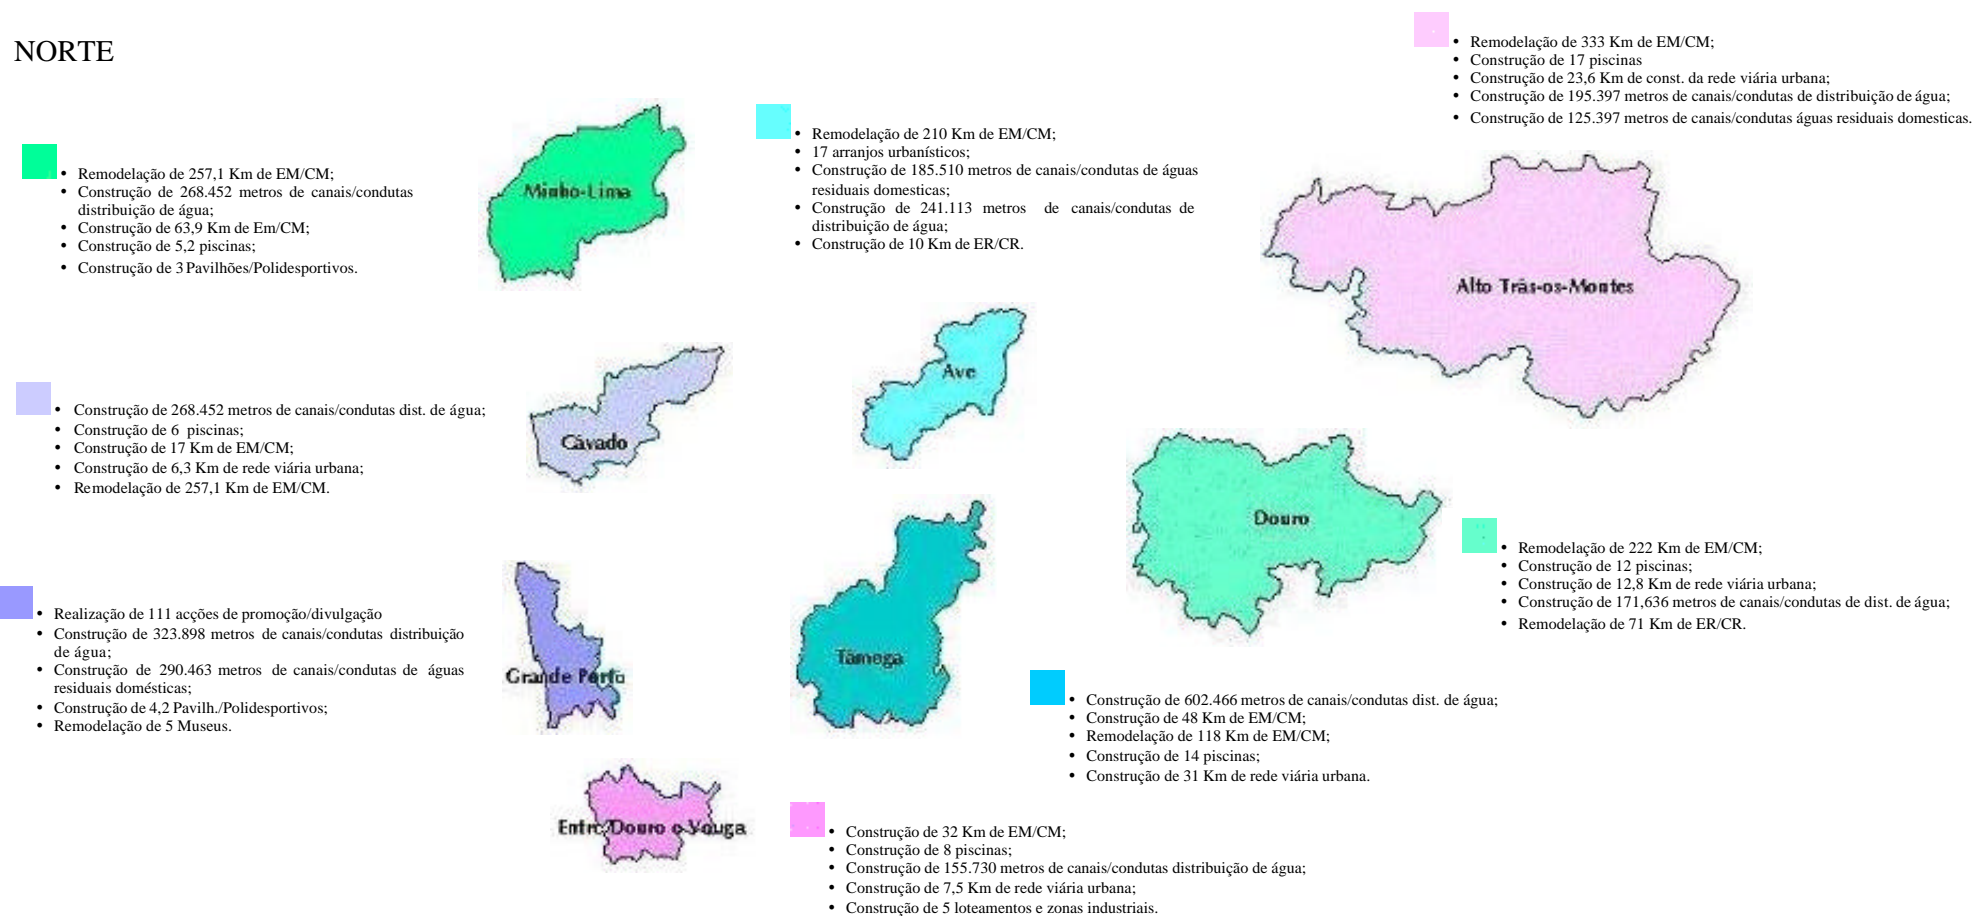 NORTE
• Remodelação de 333 Km de EM/CM;
• Construção de 17 piscinas
• Construção de 23,6 Km de const. da rede viária urbana;
• Construção de 195.397 metros de canais/condutas de distribuição de água;
• Construção de 125.397 metros de canais/condutas águas residuais domesticas.
• Remodelação de 257,1 Km de EM/CM;
• Construção de 268.452 metros de canais/condutas
distribuição de água;
• Construção de 63,9 Km de Em/CM;
• Construção de 5,2 piscinas;
• Construção de 3 Pavilhões/Polidesportivos.
Minho-Lima
• Remodelação de 210 Km de EM/CM;
• 17 arranjos urbanísticos;
• Construção de 185.510 metros de canais/condutas de águas
residuais domesticas;
• Construção de 241.113 metros de canais/condutas de
distribuição de água;
• Construção de 10 Km de ER/CR.
Alto Trás-os-Montes
• Construção de 268.452 metros de canais/condutas dist. de água;
• Construção de 6 piscinas;
• Construção de 17 Km de EM/CM;
• Construção de 6,3 Km de rede viária urbana;
• Remodelação de 257,1 Km de EM/CM.
Cávado
Ave
Douro
• Remodelação de 222 Km de EM/CM;
• Construção de 12 piscinas;
• Construção de 12,8 Km de rede viária urbana;
• Construção de 171,636 metros de canais/condutas de dist. de água;
• Remodelação de 71 Km de ER/CR.
• Realização de 111 acções de promoção/divulgação
• Construção de 323.898 metros de canais/condutas distribuição
de água;
• Construção de 290.463 metros de canais/condutas de águas
residuais domésticas;
• Construção de 4,2 Pavilh./Polidesportivos;
• Remodelação de 5 Museus.
Grande Porto
Tâmega
• Construção de 602.466 metros de canais/condutas dist. de água;
• Construção de 48 Km de EM/CM;
• Remodelação de 118 Km de EM/CM;
• Construção de 14 piscinas;
• Construção de 31 Km de rede viária urbana.
Entre Douro e Vouga
• Construção de 32 Km de EM/CM;
• Construção de 8 piscinas;
• Construção de 155.730 metros de canais/condutas distribuição de água;
• Construção de 7,5 Km de rede viária urbana;
• Construção de 5 loteamentos e zonas industriais.